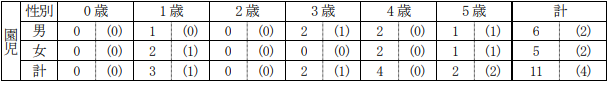 園児 性別 0歳 1歳 2歳 3歳 4歳 5歳 計
男 0 (0) 1 (0) 0 (0) 2 (1) 2 (0) 1 (1) 6 (2)
女 0 (0) 2 (1) 0 (0) 0 (0) 2 (0) 1 (1) 5 (2)
計 0 (0) 3 (1) 0 (0) 2 (1) 4 (0) 2 (2) 11 (4)